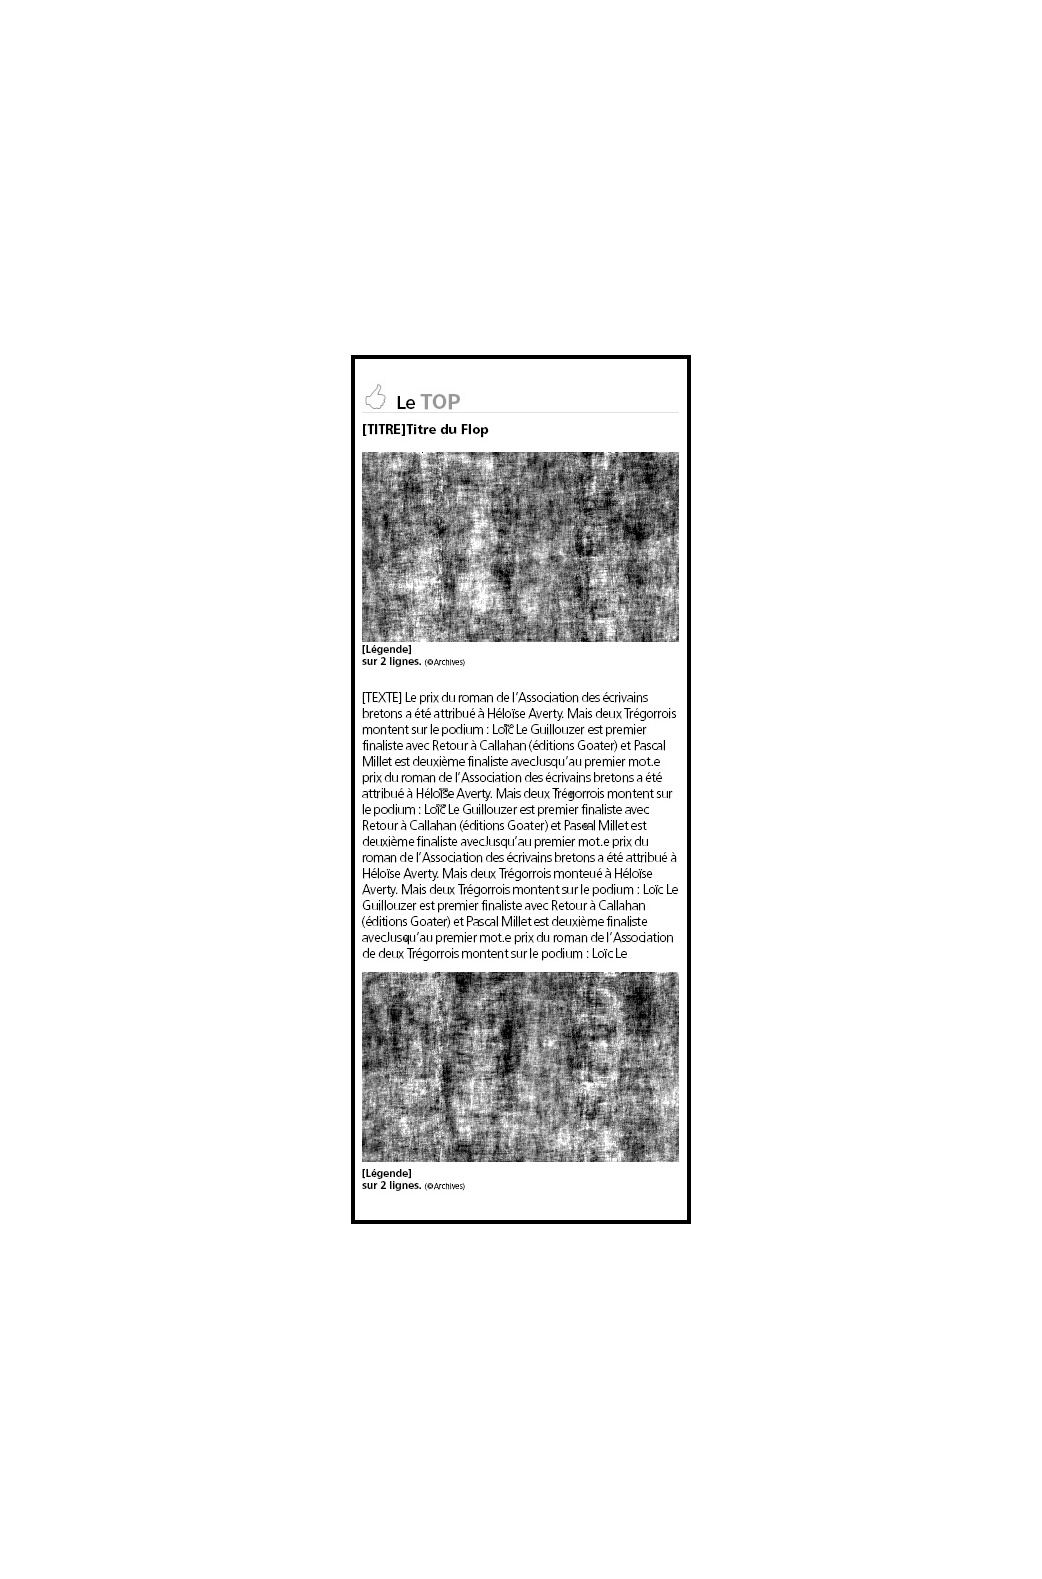 Le TOP
[TITRE]Titre du Flop
[Légende]
sur 2 lignes. (©Archives)
[TEXTE] Le prix du roman de l’Association des écrivains
bretons a été attribué à Héloïse Averty. Mais deux Trégorrois
montent sur le podium : Loïc Le Guillouzer est premier
finaliste avec Retour à Callahan (éditions Goater) et Pascal
Millet est deuxième finaliste avecJusqu’au premier mot.e
prix du roman de l’Association des écrivains bretons a été
attribué à Héloïse Averty. Mais deux Trégorrois montent sur
le podium : Loïc Le Guillouzer est premier finaliste avec
Retour à Callahan (éditions Goater) et Pascal Millet est
deuxième finaliste avecJusqu’au premier mot.e prix du
roman de l’Association des écrivains bretons a été attribué à
Héloïse Averty. Mais deux Trégorrois monteué à Héloïse
Averty. Mais deux Trégorrois montent sur le podium : Loïc Le
Guillouzer est premier finaliste avec Retour à Callahan
(éditions Goater) et Pascal Millet est deuxième finaliste
avecJusqu’au premier mot.e prix du roman de l’Association
de deux Trégorrois montent sur le podium : Loïc Le
[Légende]
sur 2 lignes. (©Archives)